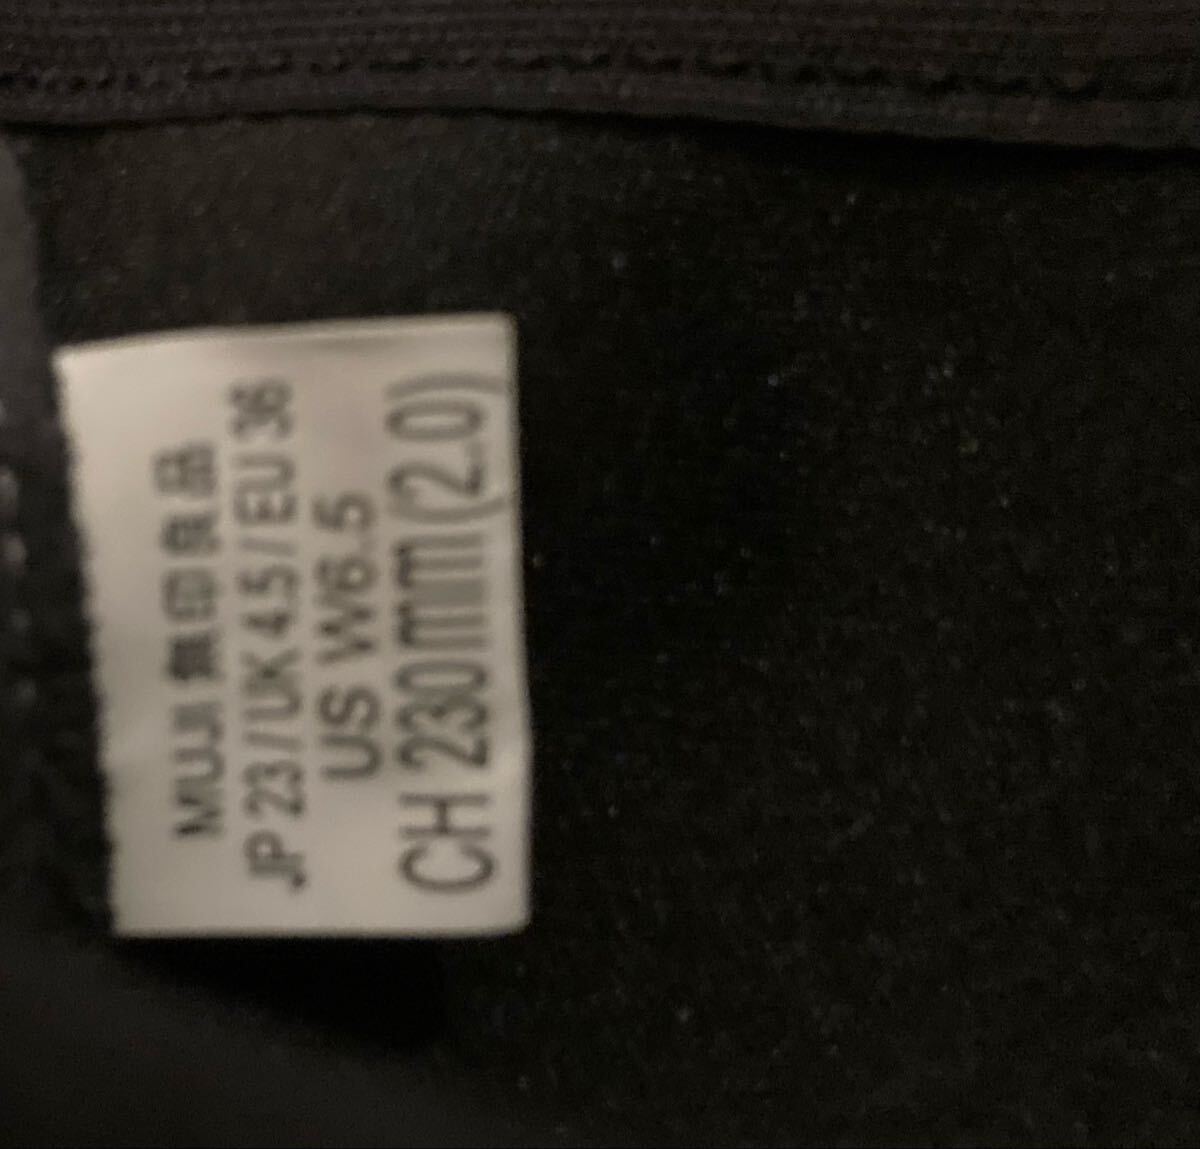 MUJI 無印良品
JP 23/UK 4.5/EU 36
US W6.5
CH 230mm(2.0)